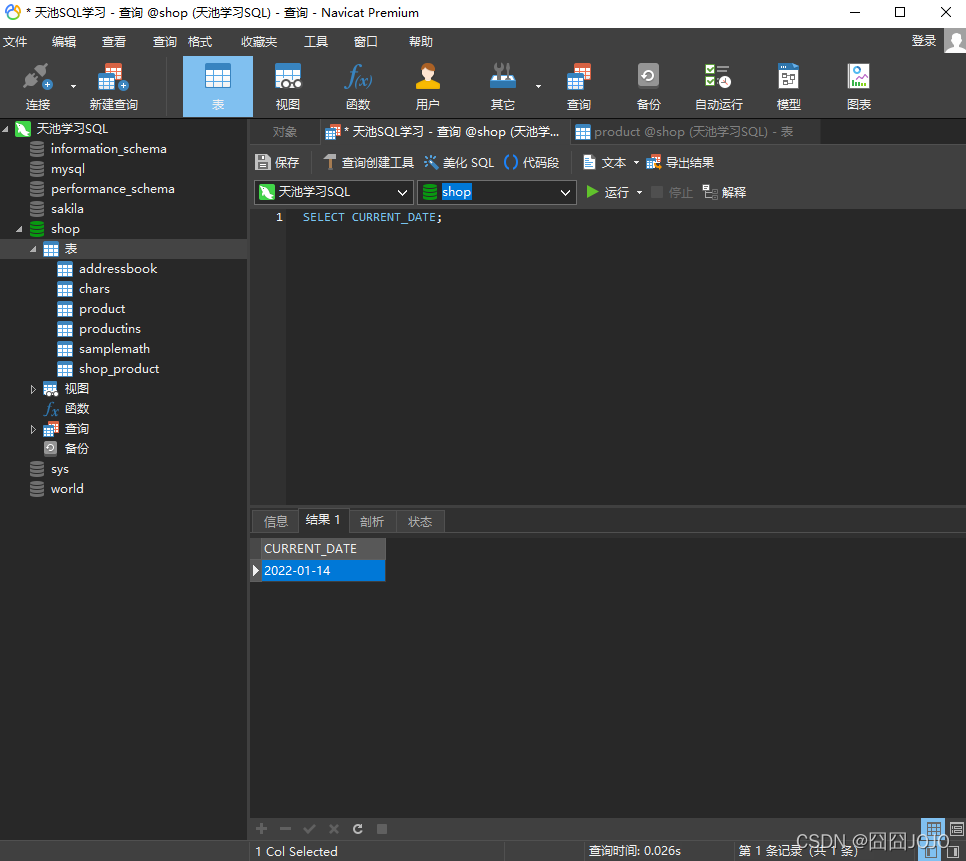 * 天池SQL学习 - 查询 @shop (天池学习SQL) - 查询 - Navicat Premium
文件 编辑 查看 查询 格式 收藏夹 工具 窗口 帮助 登录
连接 新建查询 表 视图 函数 用户 其它 查询 备份 自动运行 模型 图表
天池学习SQL
information_schema
mysql
performance_schema
sakila
shop
表
addressbook
chars
product
productins
samplemath
shop_product
视图
函数
查询
备份
sys
world
对象 * 天池SQL学习 - 查询 @shop (天池学... product @shop (天池学习SQL) - 表
保存 查询创建工具 美化 SQL 代码段 文本 导出结果
天池学习SQL shop 运行 停止 解释
1 SELECT CURRENT_DATE;
信息 结果 1 剖析 状态
CURRENT_DATE
2022-01-14
1 Col Selected 查询时间: 0.026s 第 1 条记录 (共 1 条)
CSDN @囧囧JOJO